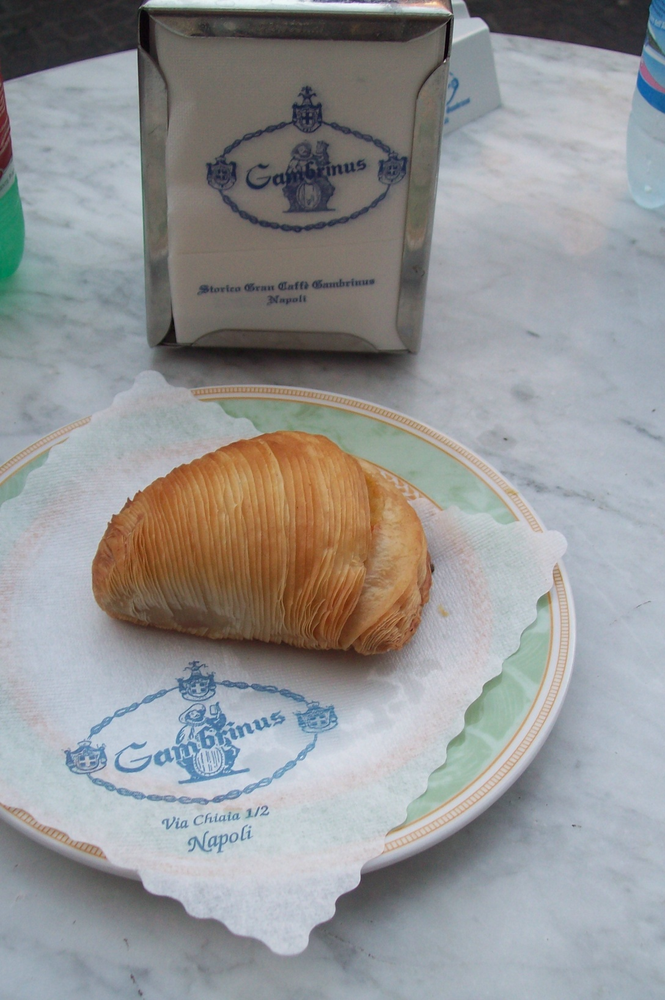 Gambrinus
Storico Gran Caffè Gambrinus
Napoli
Gambrinus
Via Chiaia 1/2
Napoli